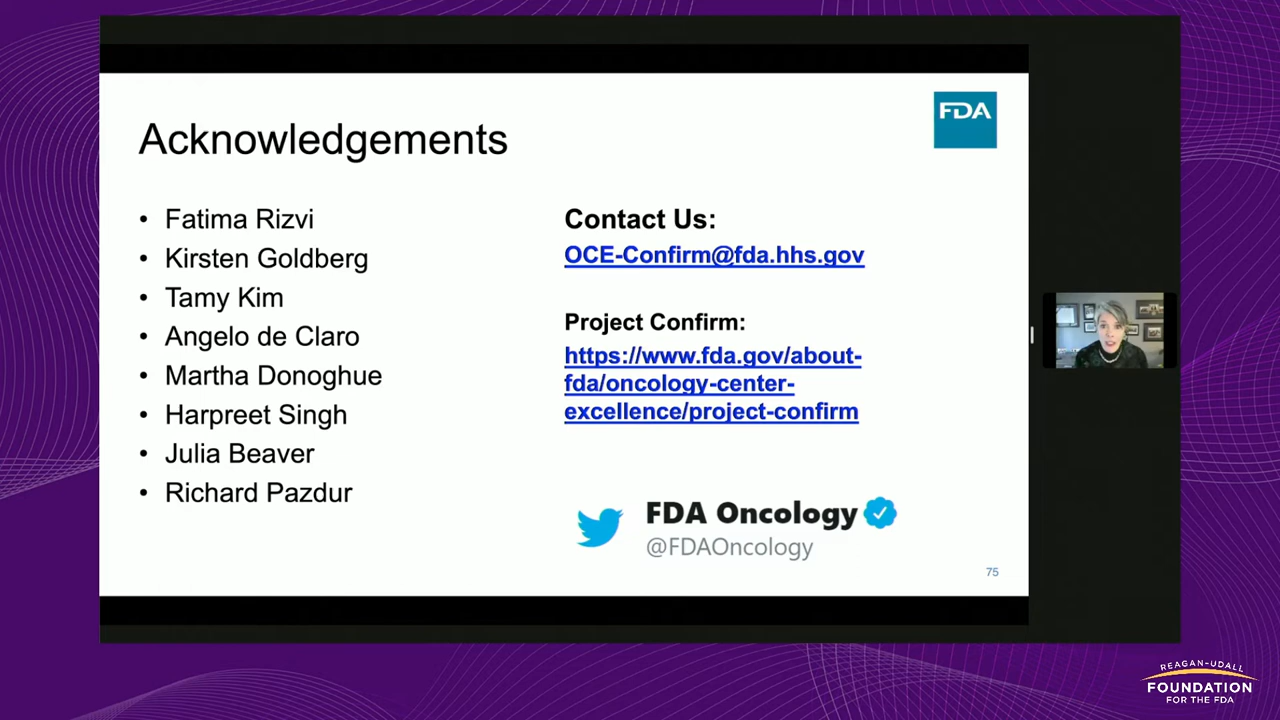 FDA
Acknowledgements
• Fatima Rizvi
• Kirsten Goldberg
• Tamy Kim
• Angelo de Claro
• Martha Donoghue
• Harpreet Singh
• Julia Beaver
• Richard Pazdur
Contact Us:
OCE-Confirm@fda.hhs.gov
Project Confirm:
https://www.fda.gov/about-
fda/oncology-center-
excellence/project-confirm
FDA Oncology
@FDAOncology
75
REAGAN-UDALL
FOUNDATION
FOR THE FDA